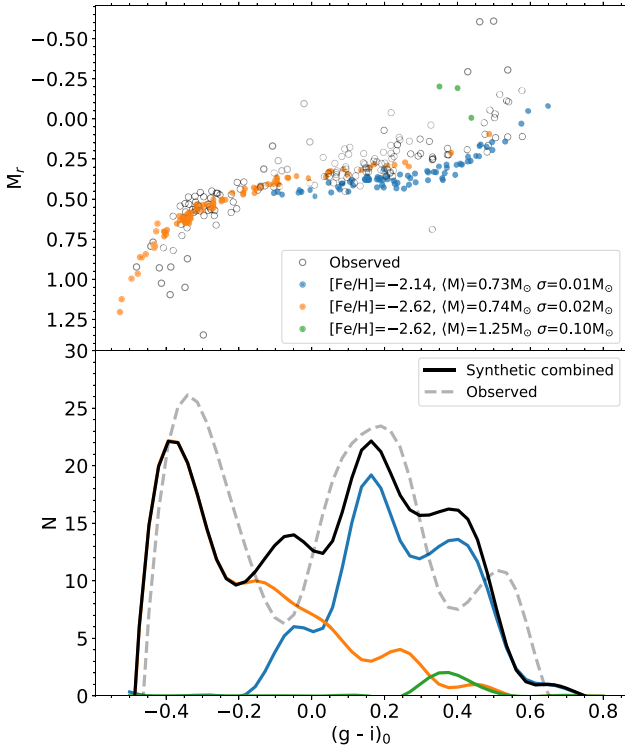 −0.50
−0.25
0.00
0.25
0.50
0.75
1.00
1.25
M_r
Observed
[Fe/H]=−2.14, ⟨M⟩=0.73M⊙ σ=0.01M⊙
[Fe/H]=−2.62, ⟨M⟩=0.74M⊙ σ=0.02M⊙
[Fe/H]=−2.62, ⟨M⟩=1.25M⊙ σ=0.10M⊙
30
25
20
15
10
5
0
N
Synthetic combined
Observed
−0.4
−0.2
0.0
0.2
0.4
0.6
0.8
(g - i)₀